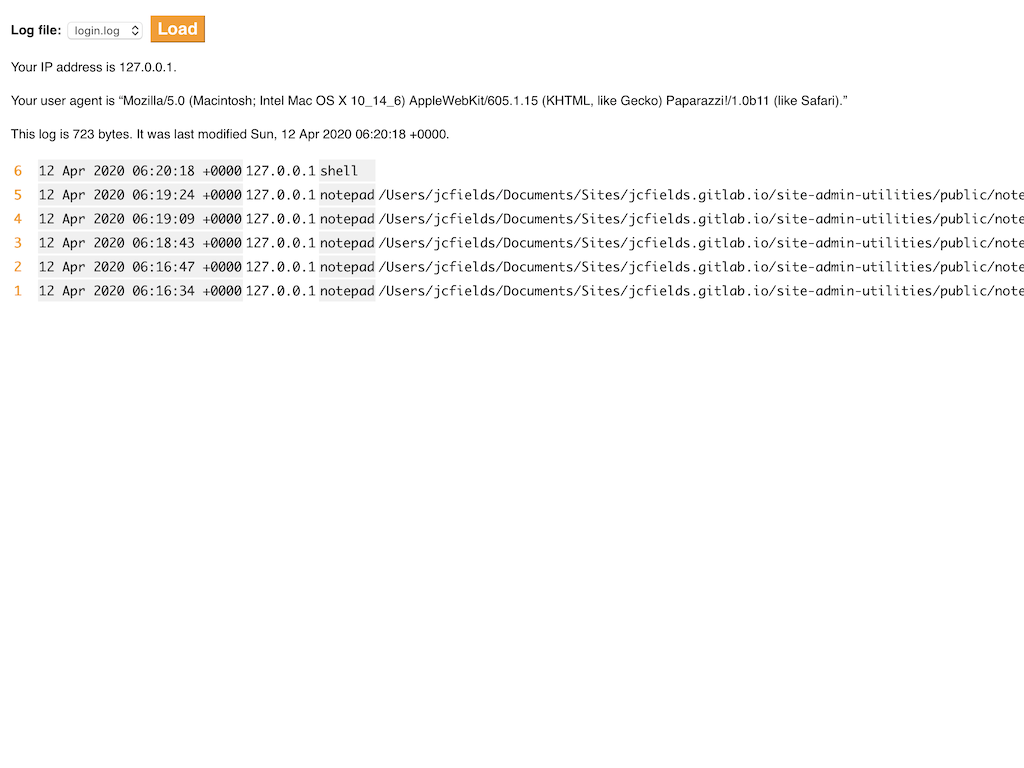 Log file: login.log Load
Your IP address is 127.0.0.1.
Your user agent is “Mozilla/5.0 (Macintosh; Intel Mac OS X 10_14_6) AppleWebKit/605.1.15 (KHTML, like Gecko) Paparazzi!/1.0b11 (like Safari).”
This log is 723 bytes. It was last modified Sun, 12 Apr 2020 06:20:18 +0000.
6 12 Apr 2020 06:20:18 +0000 127.0.0.1 shell
5 12 Apr 2020 06:19:24 +0000 127.0.0.1 notepad /Users/jcfields/Documents/Sites/jcfields.gitlab.io/site-admin-utilities/public/note
4 12 Apr 2020 06:19:09 +0000 127.0.0.1 notepad /Users/jcfields/Documents/Sites/jcfields.gitlab.io/site-admin-utilities/public/note
3 12 Apr 2020 06:18:43 +0000 127.0.0.1 notepad /Users/jcfields/Documents/Sites/jcfields.gitlab.io/site-admin-utilities/public/note
2 12 Apr 2020 06:16:47 +0000 127.0.0.1 notepad /Users/jcfields/Documents/Sites/jcfields.gitlab.io/site-admin-utilities/public/note
1 12 Apr 2020 06:16:34 +0000 127.0.0.1 notepad /Users/jcfields/Documents/Sites/jcfields.gitlab.io/site-admin-utilities/public/note